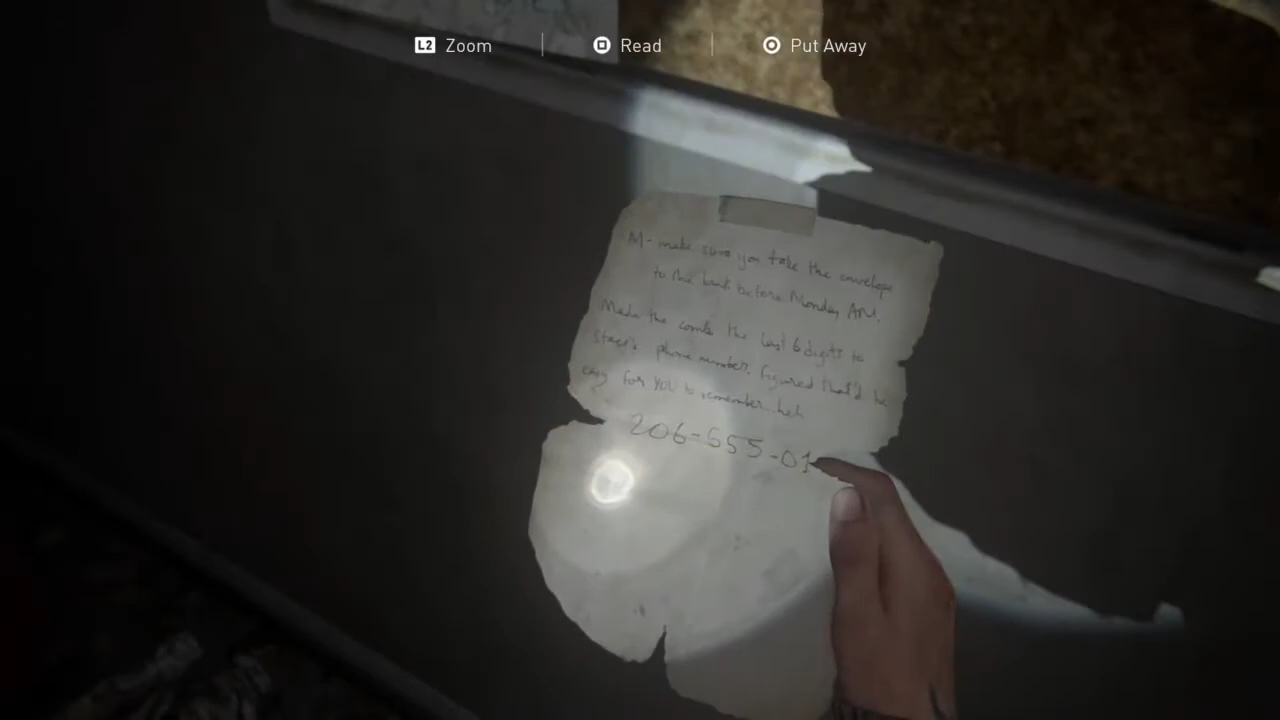 L2 Zoom Read Put Away
M- make sure you take the envelope
to the bank before Monday AM.
Made the combo the last 6 digits to
Staci's phone number. Figured that'd be
easy for you to remember. heh
206-555-01